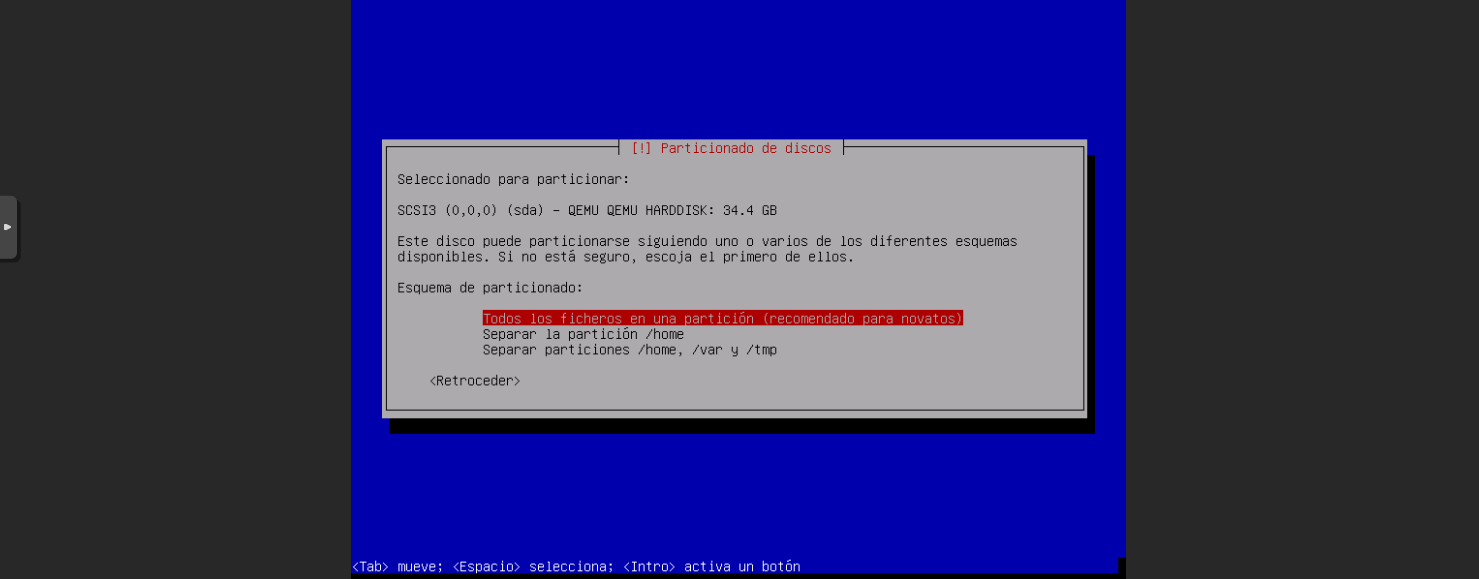 [!] Particionado de discos
Seleccionado para particionar:
SCSI3 (0,0,0) (sda) - QEMU QEMU HARDDISK: 34.4 GB
Este disco puede particionarse siguiendo uno o varios de los diferentes esquemas
disponibles. Si no está seguro, escoja el primero de ellos.
Esquema de particionado:
Todos los ficheros en una partición (recomendado para novatos)
Separar la partición /home
Separar particiones /home, /var y /tmp
<Retroceder>
<Tab> mueve; <Espacio> selecciona; <Intro> activa un botón